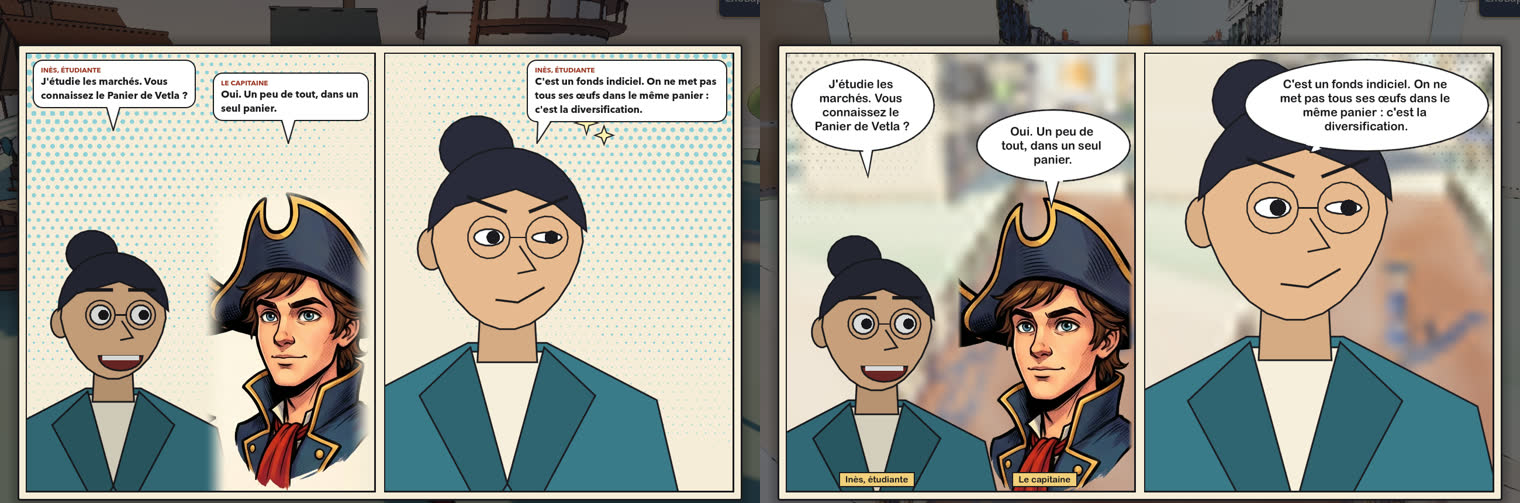 INÈS, ÉTUDIANTE
J'étudie les marchés. Vous
connaissez le Panier de Vetla ?
LE CAPITAINE
Oui. Un peu de tout, dans un
seul panier.
INÈS, ÉTUDIANTE
C'est un fonds indiciel. On ne met pas
tous ses œufs dans le même panier :
c'est la diversification.
J'étudie les
marchés. Vous
connaissez le
Panier de Vetla ?
Oui. Un peu de
tout, dans un seul
panier.
Inès, étudiante
Le capitaine
C'est un fonds indiciel. On ne
met pas tous ses œufs dans le
même panier : c'est la
diversification.